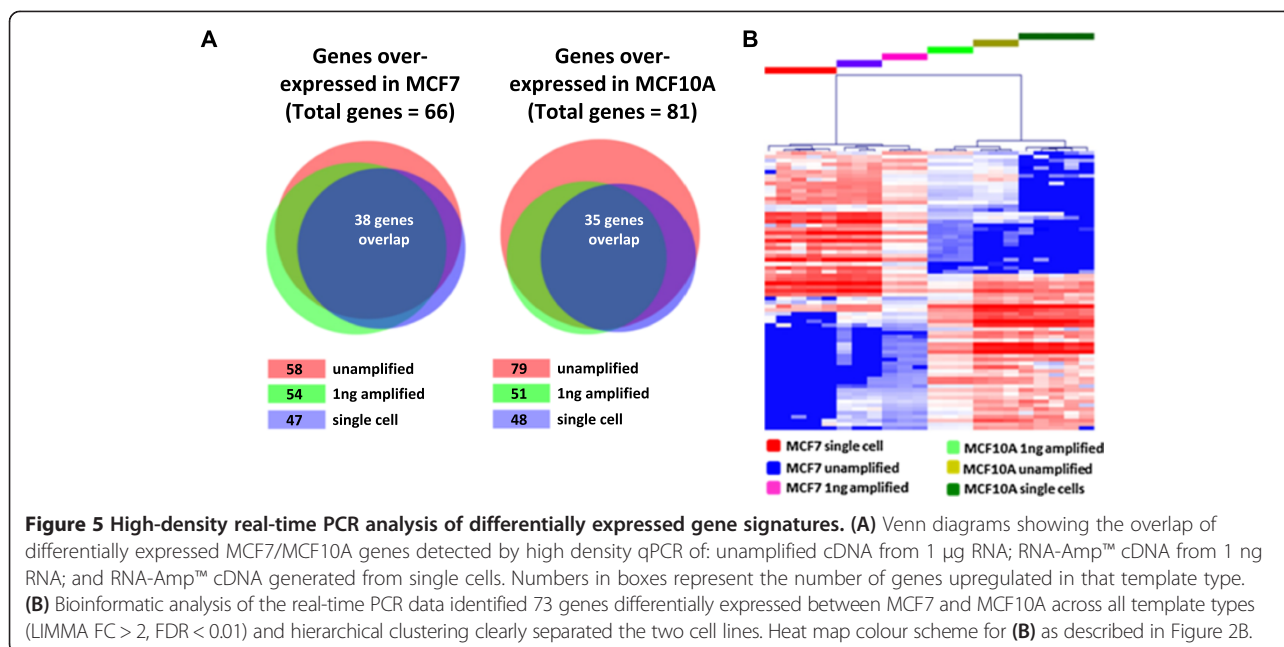 A
Genes over-
expressed in MCF7
(Total genes = 66)
38 genes
overlap
58 unamplified
54 1ng amplified
47 single cell
Genes over-
expressed in MCF10A
(Total genes = 81)
35 genes
overlap
79 unamplified
51 1ng amplified
48 single cell
B
MCF7 single cell
MCF7 unamplified
MCF7 1ng amplified
MCF10A 1ng amplified
MCF10A unamplified
MCF10A single cells
Figure 5 High-density real-time PCR analysis of differentially expressed gene signatures. (A) Venn diagrams showing the overlap of
differentially expressed MCF7/MCF10A genes detected by high density qPCR of: unamplified cDNA from 1 μg RNA; RNA-Amp™ cDNA from 1 ng
RNA; and RNA-Amp™ cDNA generated from single cells. Numbers in boxes represent the number of genes upregulated in that template type.
(B) Bioinformatic analysis of the real-time PCR data identified 73 genes differentially expressed between MCF7 and MCF10A across all template types
(LIMMA FC > 2, FDR < 0.01) and hierarchical clustering clearly separated the two cell lines. Heat map colour scheme for (B) as described in Figure 2B.